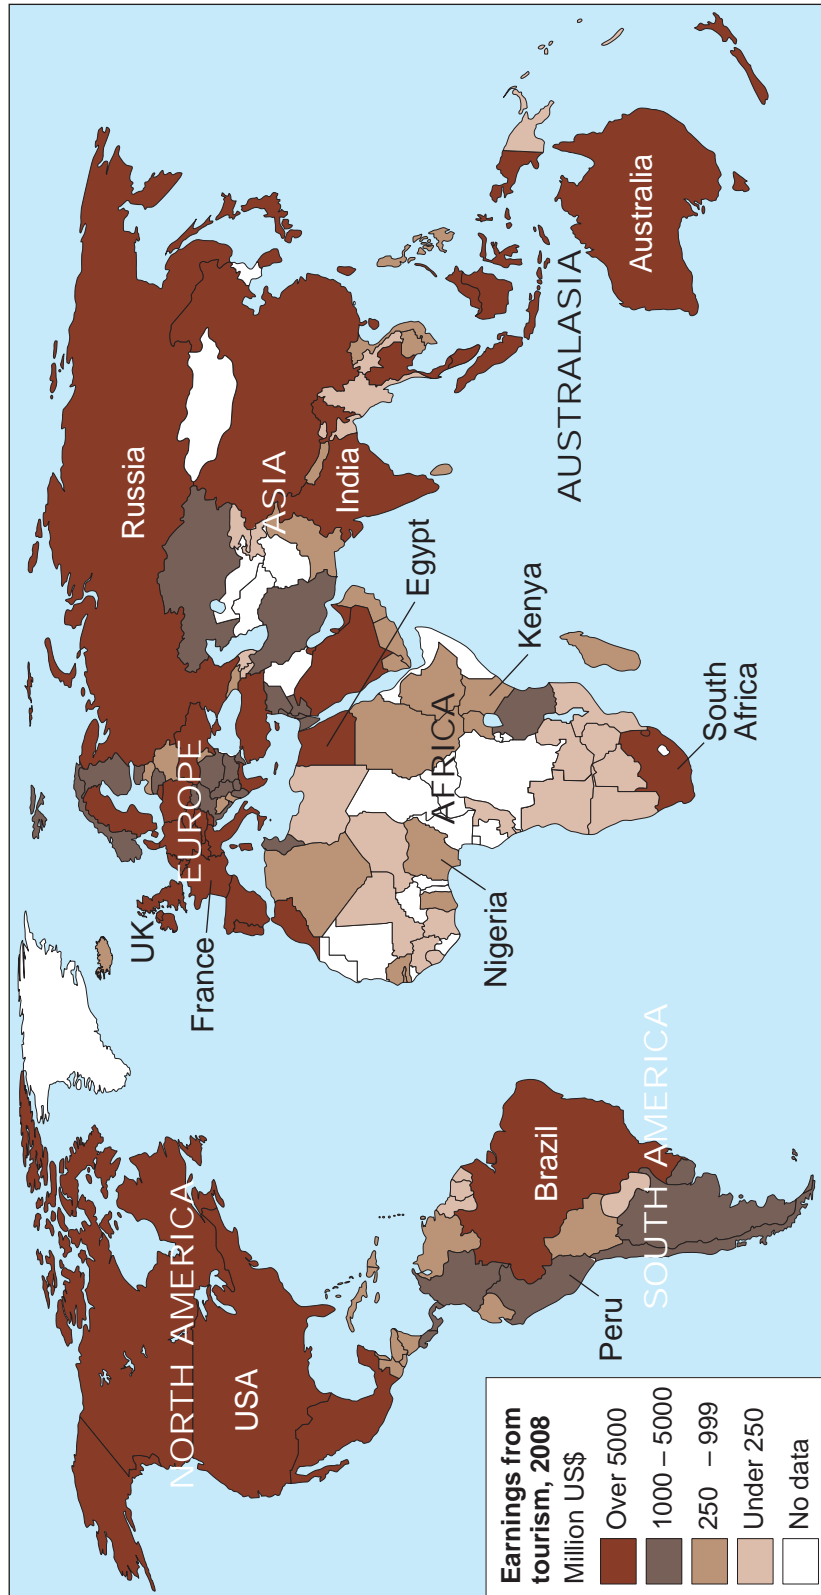 NORTH AMERICA
USA
UK
France
EUROPE
Russia
ASIA
India
Egypt
AFRICA
Kenya
Nigeria
South
Africa
AUSTRALASIA
Australia
Brazil
Peru
SOUTH AMERICA
Earnings from
tourism, 2008
Million US$
Over 5000
1000 – 5000
250 – 999
Under 250
No data